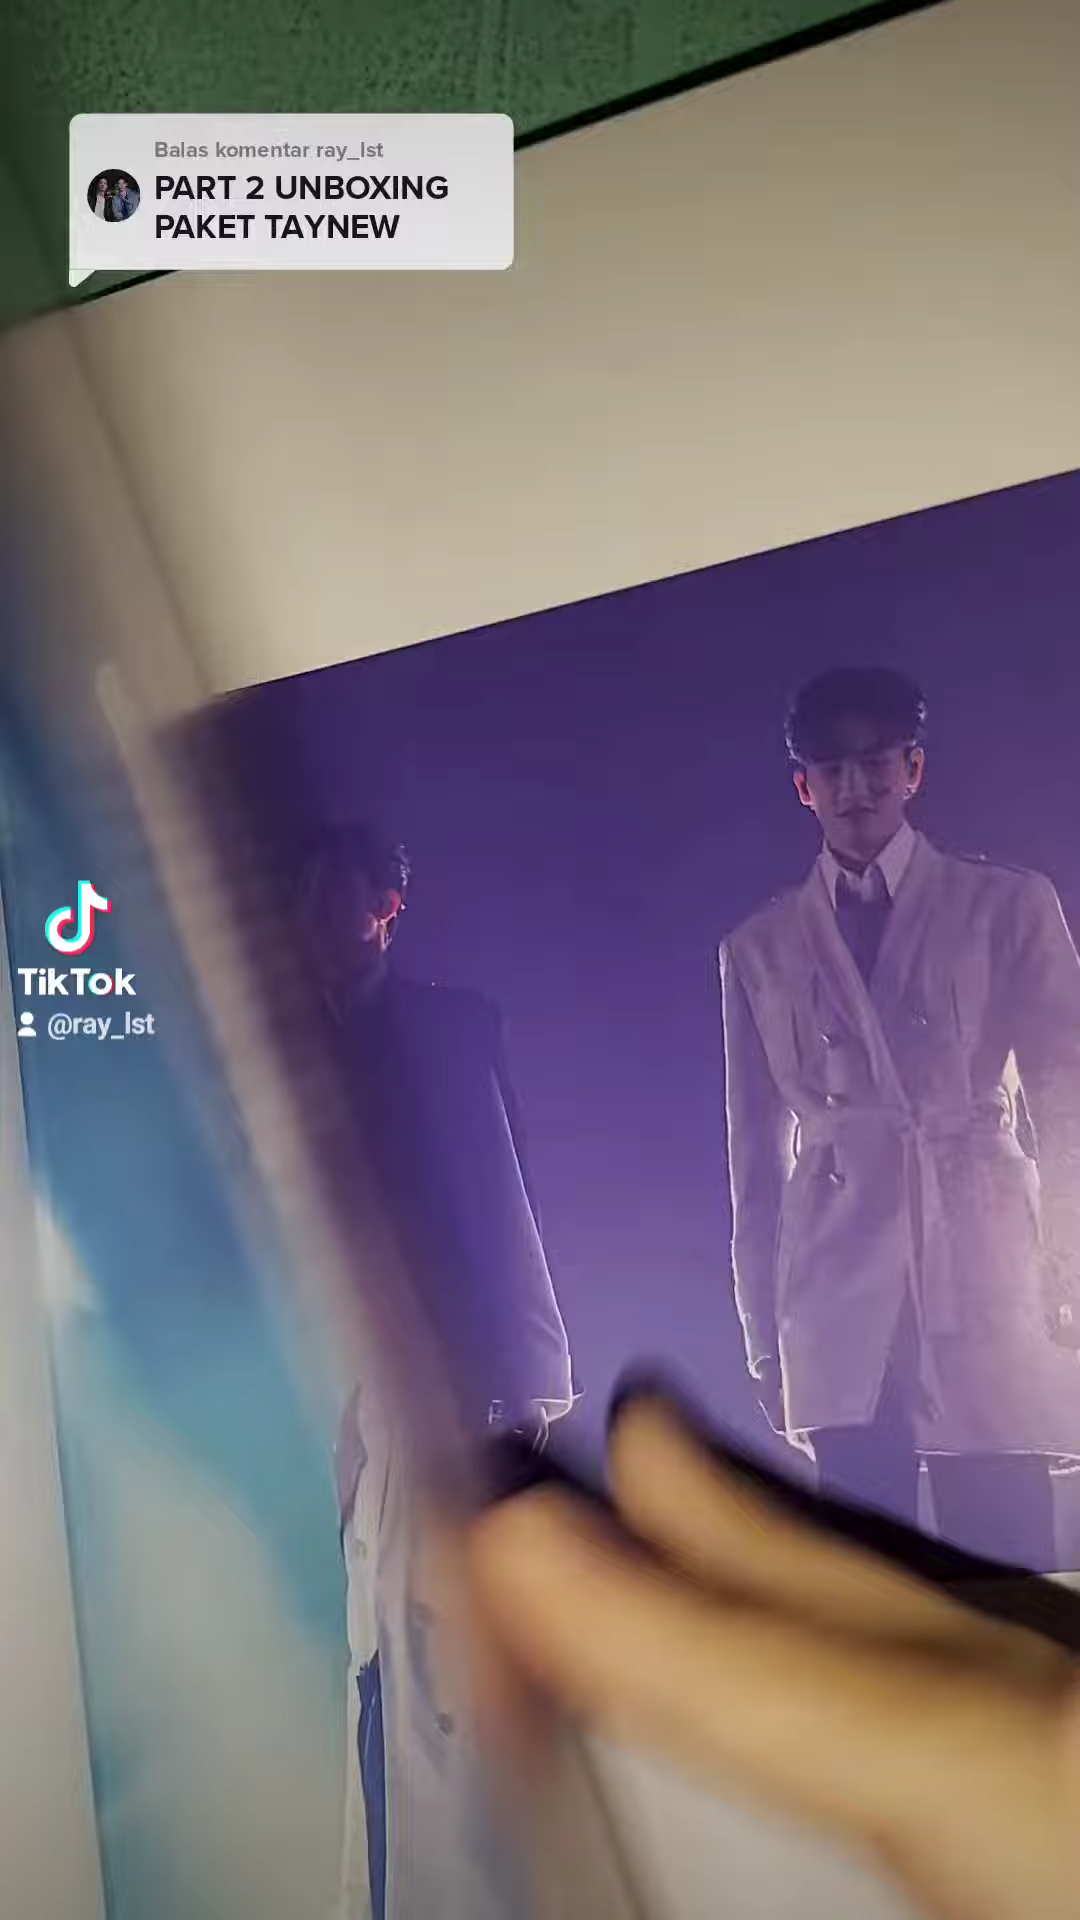 Balas komentar ray_lst
PART 2 UNBOXING
PAKET TAYNEW
TikTok
@ray_lst